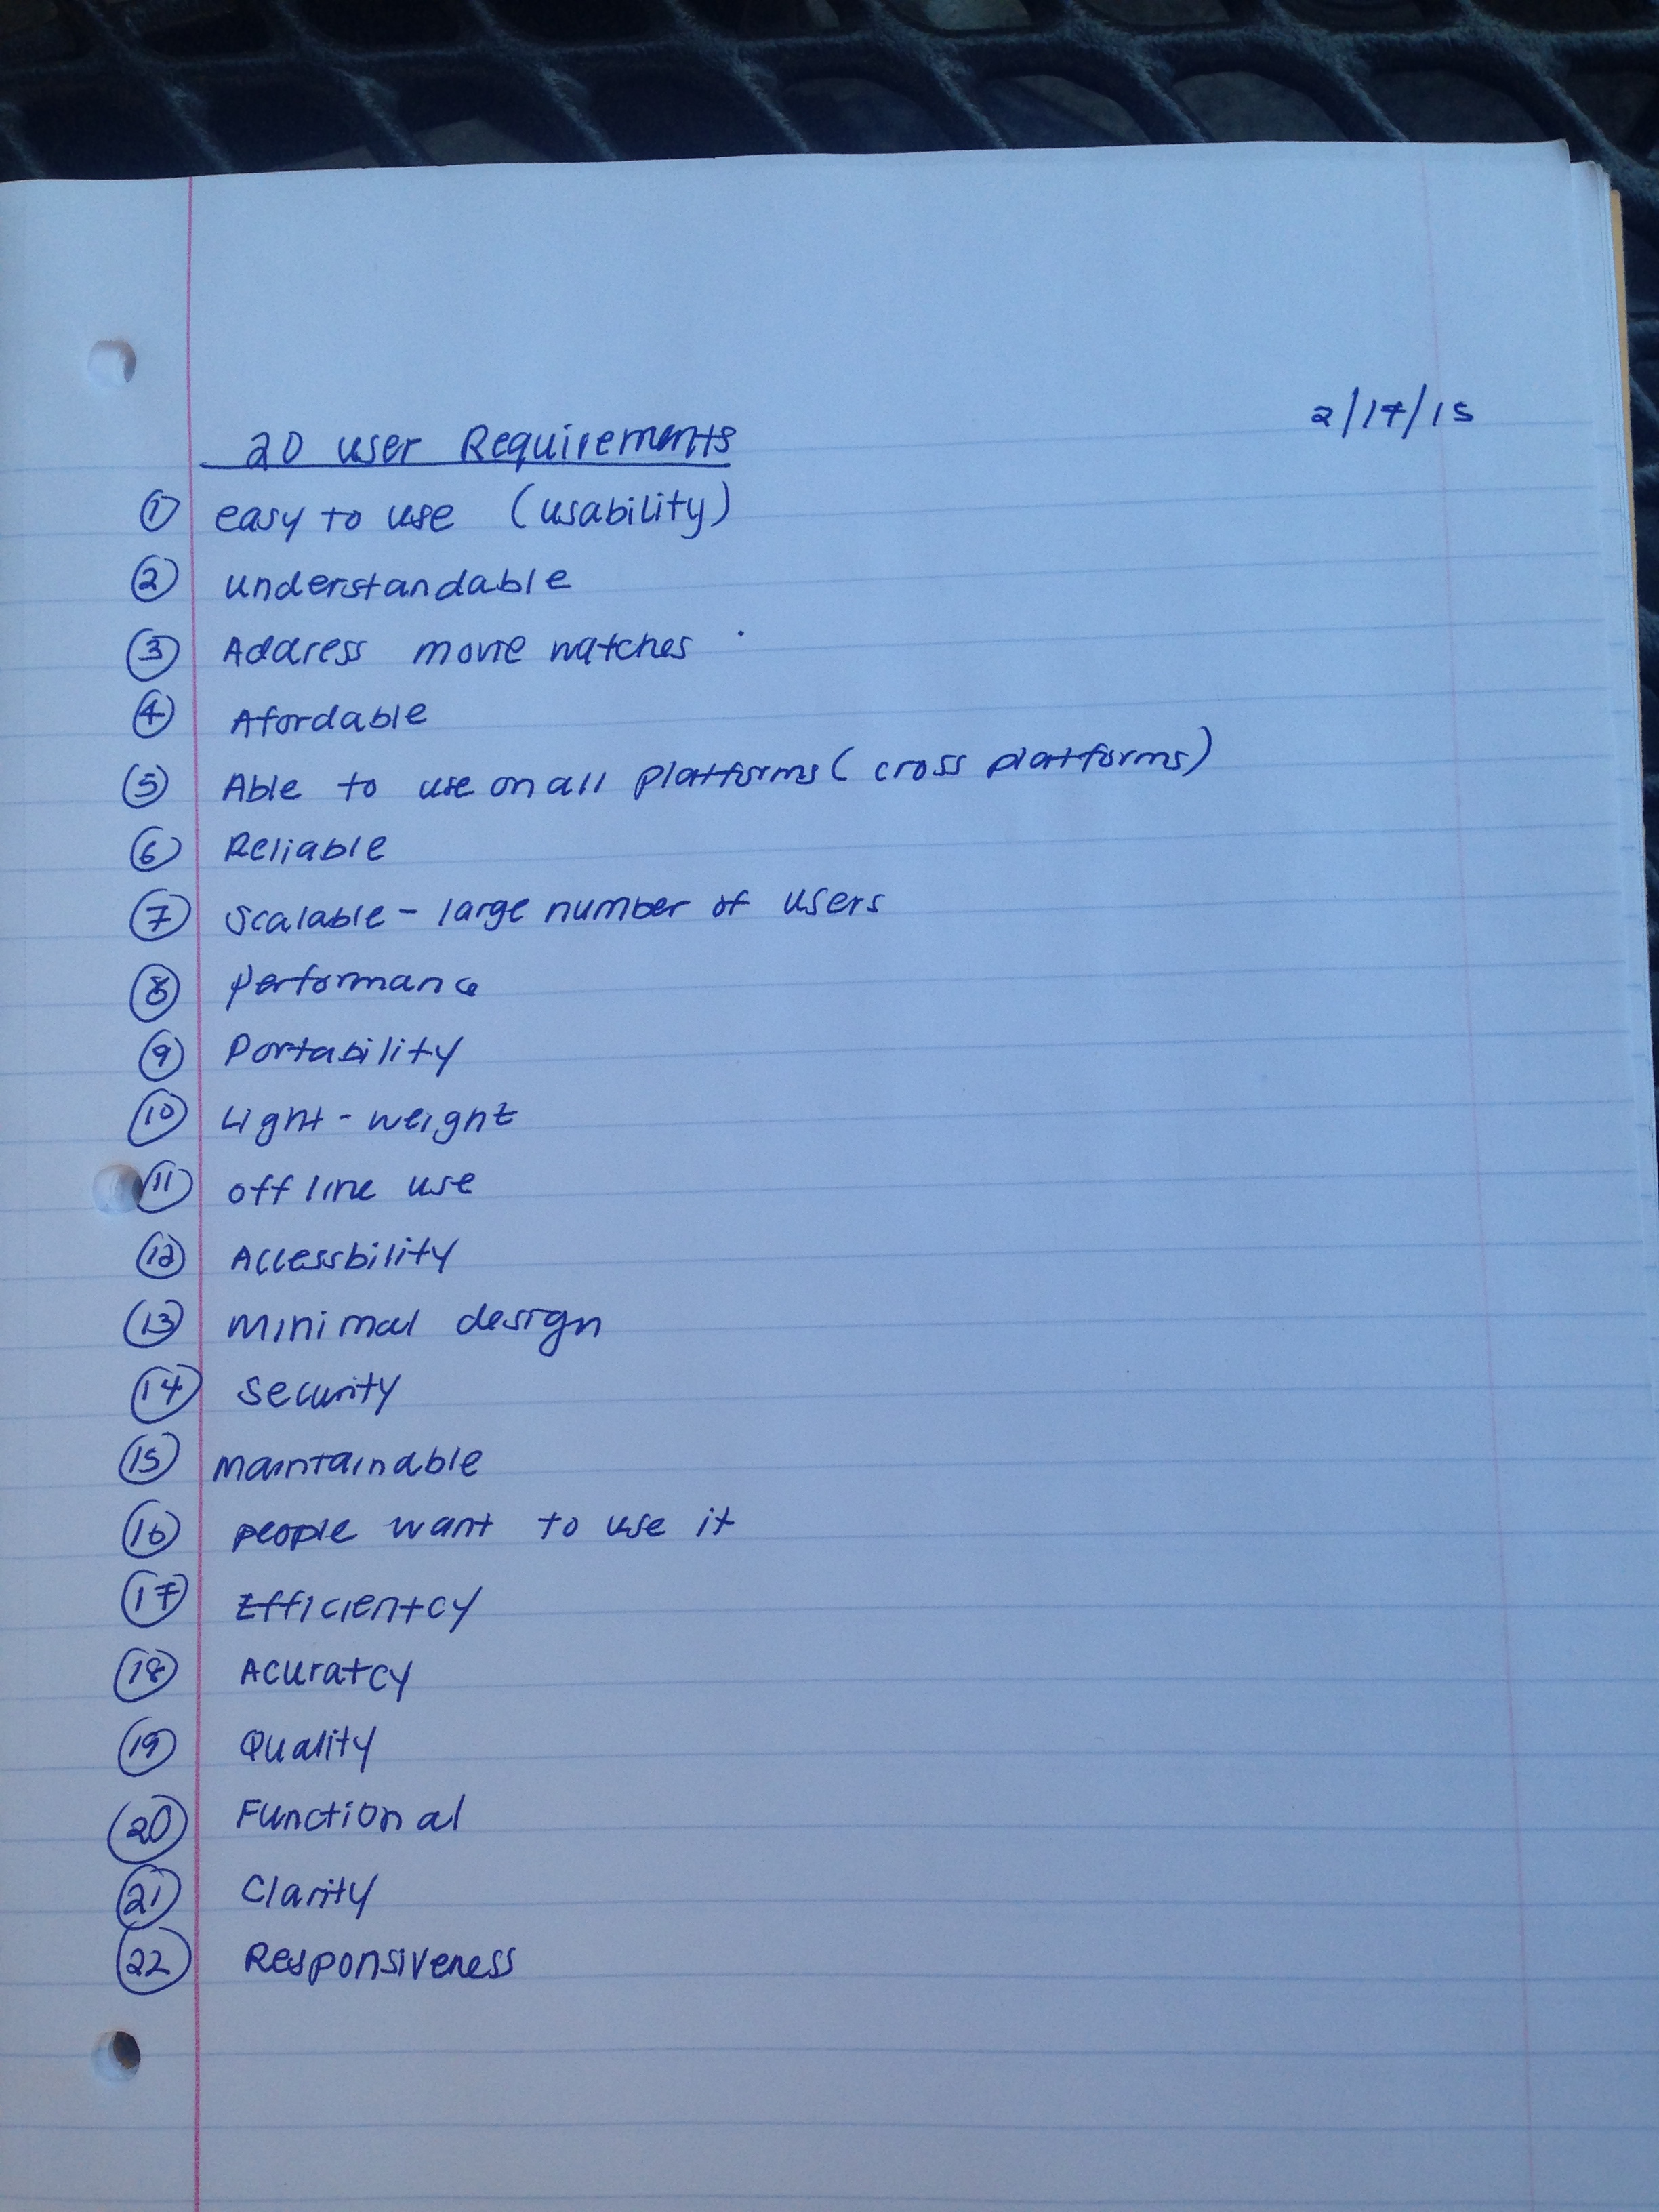 2/17/15
20 user Requirements
1 easy to use (usability)
2 understandable
3 Address movie watches
4 Afordable
5 Able to use on all platforms (cross platforms)
6 Reliable
7 Scalable - large number of users
8 performance
9 Portability
10 Light-weight
11 off line use
12 Accessbility
13 minimal design
14 Security
15 maintainable
16 people want to use it
17 Efficientcy
18 Acuratcy
19 Quality
20 Functional
21 Clarity
22 Responsiveness